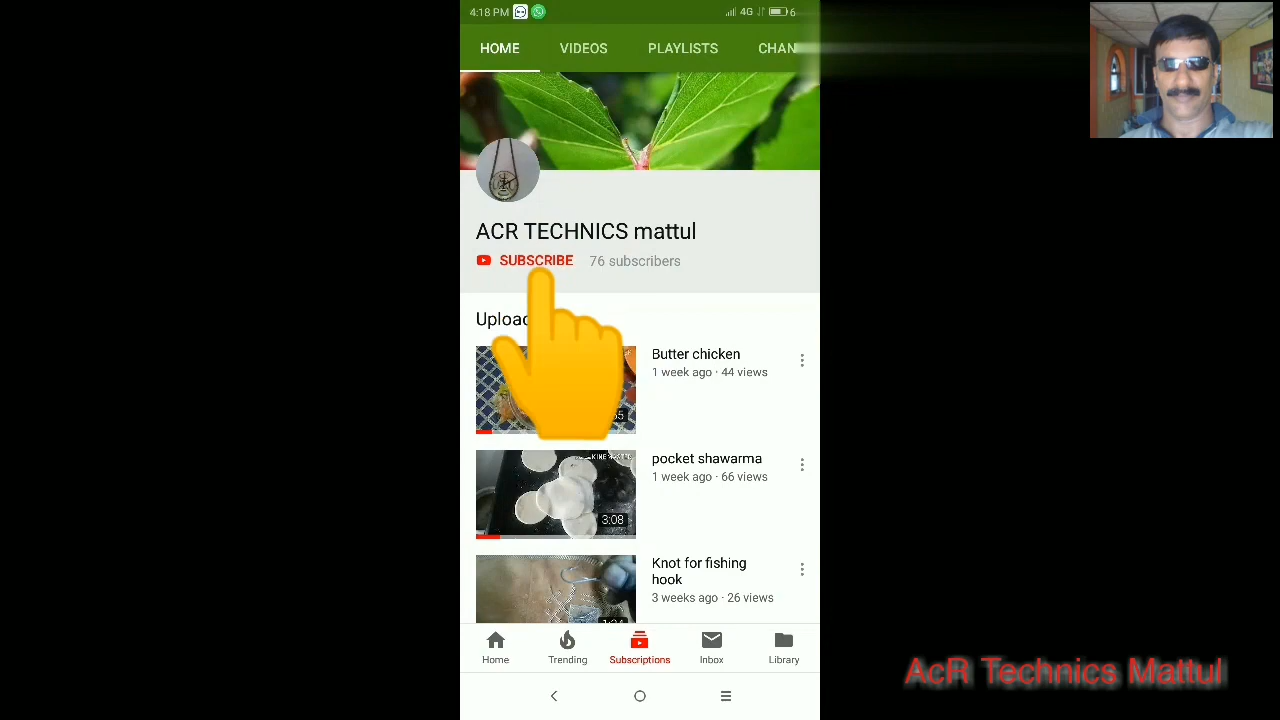 4:18 PM
4G
6
HOME
VIDEOS
PLAYLISTS
CHAN
ACR TECHNICS mattul
SUBSCRIBE
76 subscribers
Butter chicken
1 week ago · 44 views
pocket shawarma
1 week ago · 66 views
3:08
Knot for fishing
hook
3 weeks ago · 26 views
Home
Trending
Subscriptions
Inbox
Library
AcR Technics Mattul